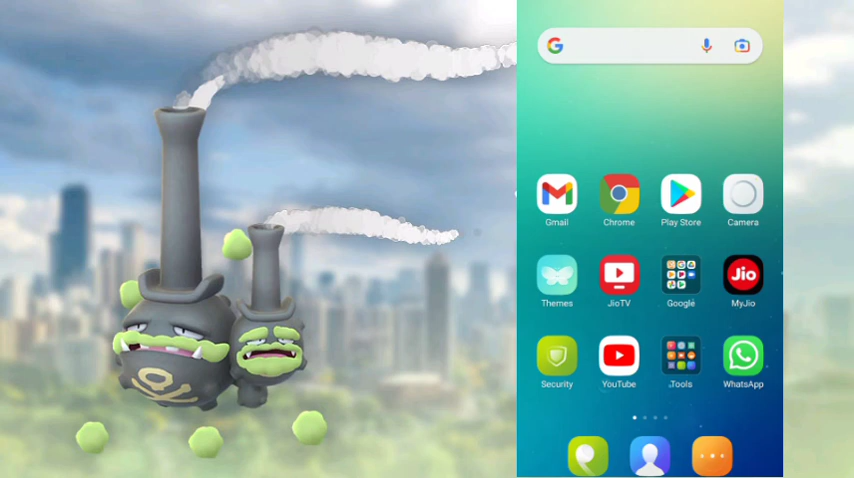 Gmail Chrome Play Store Camera
Themes JioTV Google MyJio
Jio
Security YouTube Tools WhatsApp